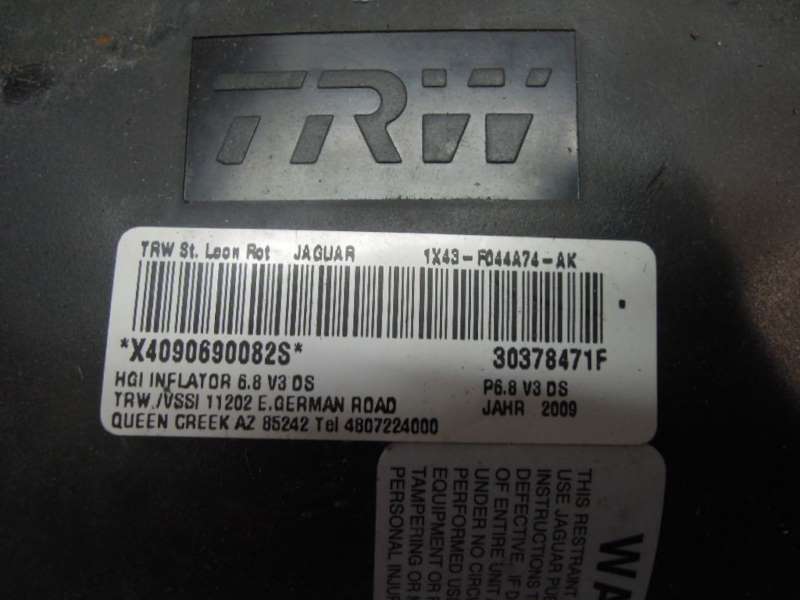 TRW
TRW St. Leon Rot JAGUAR 1X43-F044A74-AK
*X4090690082S* 30378471F
HGI INFLATOR 6.8 V3 DS P6.8 V3 DS
TRW./VSSI 11202 E.GERMAN ROAD JAHR 2009
QUEEN CREEK AZ 85242 Tel 4807224000
WA
THIS RESTRAINT
USE JAGUAR PU
INSTRUCTIONS T
DEFECTIVE, IF D
OF ENTIRE UNIT
UNDER NO CIRC
PERFORMED US
EQUIPMENT OR
TAMPERING OR
PERSONAL INJUR